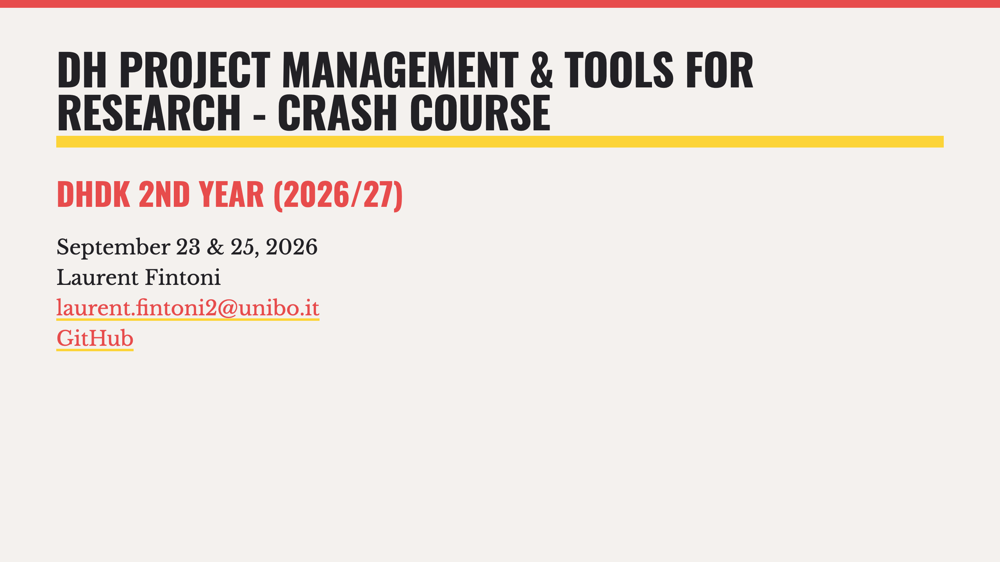 DH PROJECT MANAGEMENT & TOOLS FOR
RESEARCH - CRASH COURSE
DHDK 2ND YEAR (2026/27)
September 23 & 25, 2026
Laurent Fintoni
laurent.fintoni2@unibo.it
GitHub